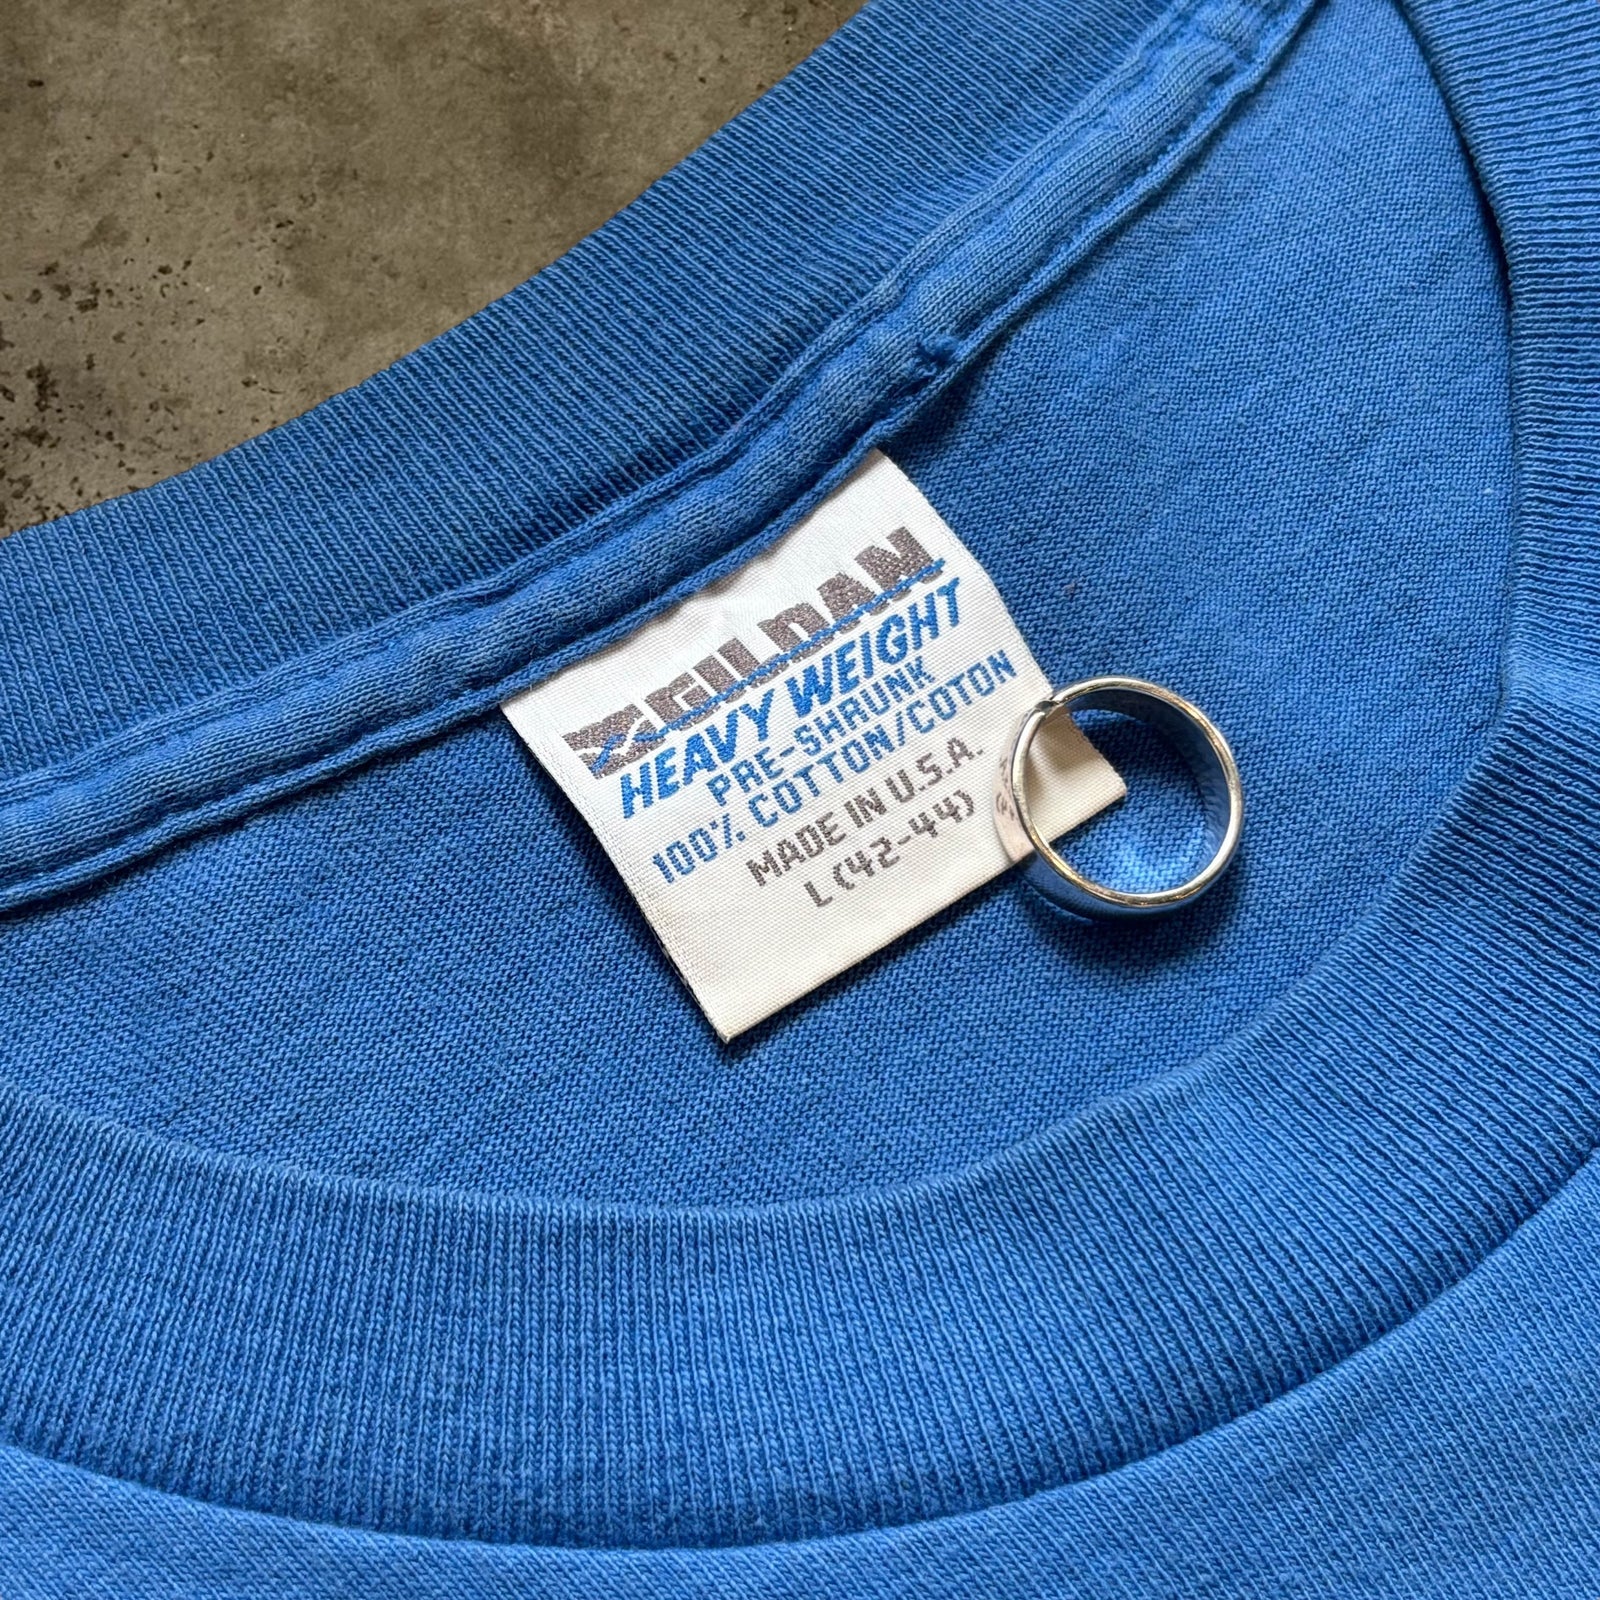 GILDAN
HEAVY WEIGHT
PRE-SHRUNK
100% COTTON/COTON
MADE IN U.S.A.
L (42-44)